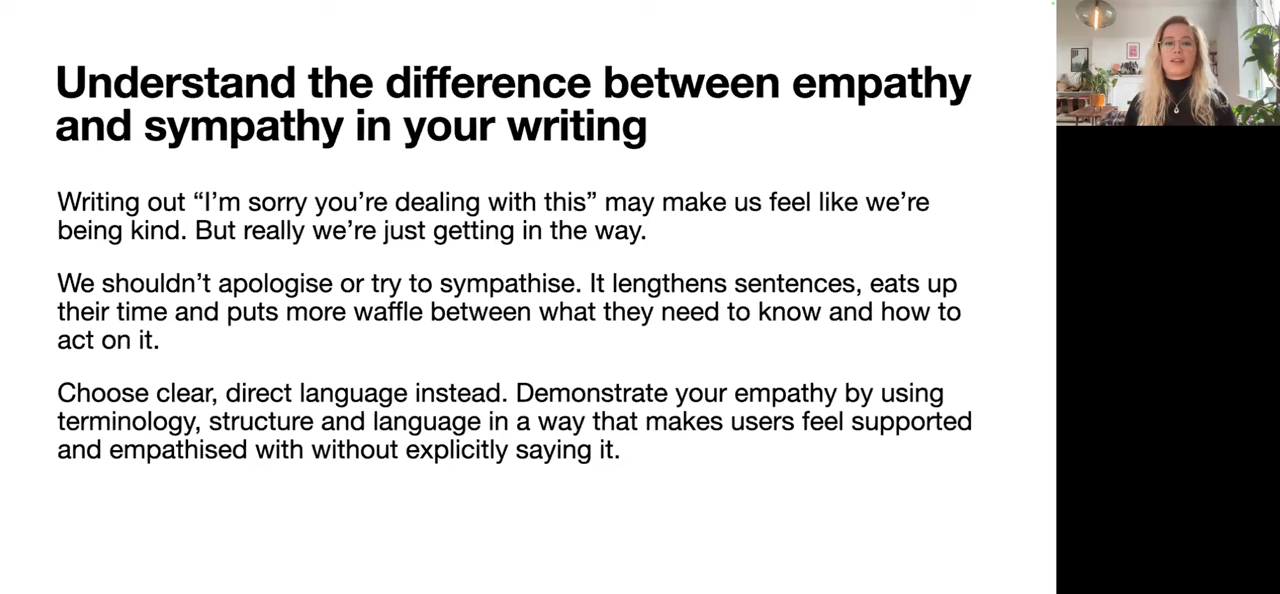 Understand the difference between empathy
and sympathy in your writing
Writing out “I’m sorry you’re dealing with this” may make us feel like we’re
being kind. But really we’re just getting in the way.
We shouldn’t apologise or try to sympathise. It lengthens sentences, eats up
their time and puts more waffle between what they need to know and how to
act on it.
Choose clear, direct language instead. Demonstrate your empathy by using
terminology, structure and language in a way that makes users feel supported
and empathised with without explicitly saying it.